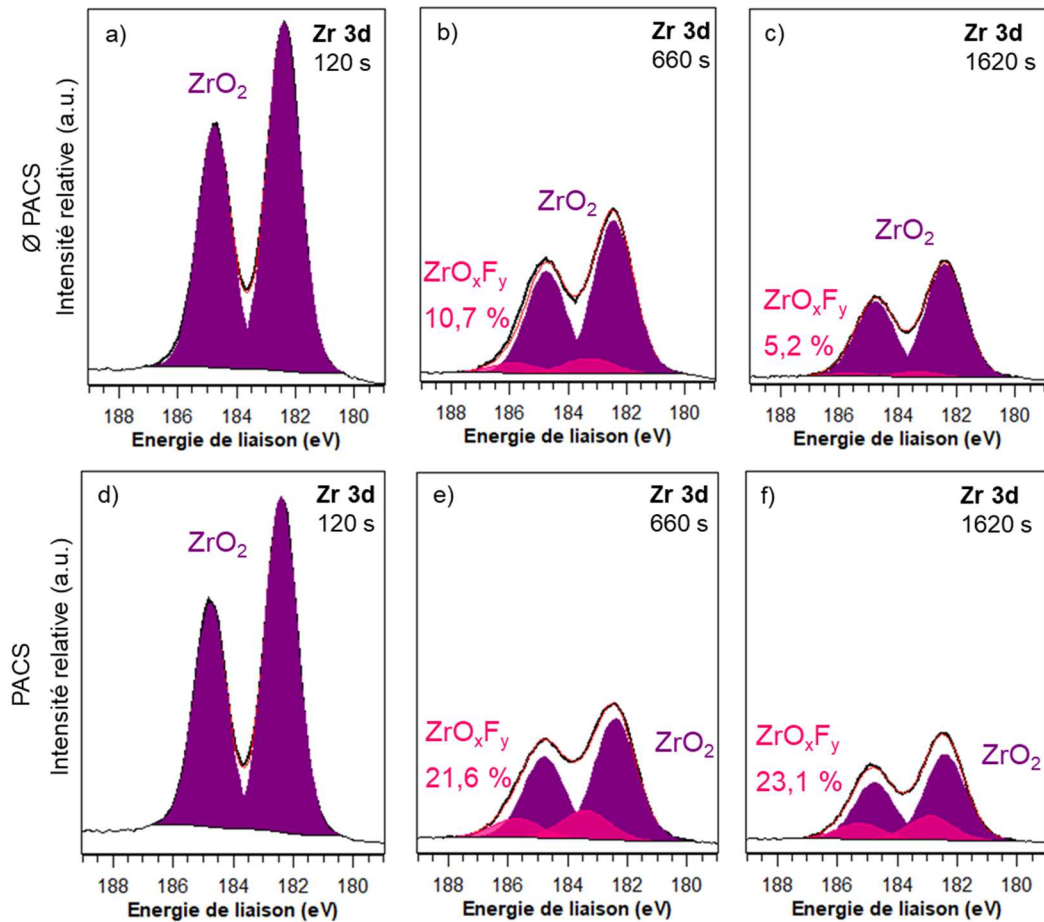 Ø PACS
Intensité relative (a.u.)
a)
Zr 3d
120 s
ZrO₂
188 186 184 182 180
Energie de liaison (eV)
b)
Zr 3d
660 s
ZrO₂
ZrOₓFᵧ
10,7 %
188 186 184 182 180
Energie de liaison (eV)
c)
Zr 3d
1620 s
ZrO₂
ZrOₓFᵧ
5,2 %
188 186 184 182 180
Energie de liaison (eV)
PACS
Intensité relative (a.u.)
d)
Zr 3d
120 s
ZrO₂
188 186 184 182 180
Energie de liaison (eV)
e)
Zr 3d
660 s
ZrOₓFᵧ
21,6 %
ZrO₂
188 186 184 182 180
Energie de liaison (eV)
f)
Zr 3d
1620 s
ZrOₓFᵧ
23,1 %
ZrO₂
188 186 184 182 180
Energie de liaison (eV)